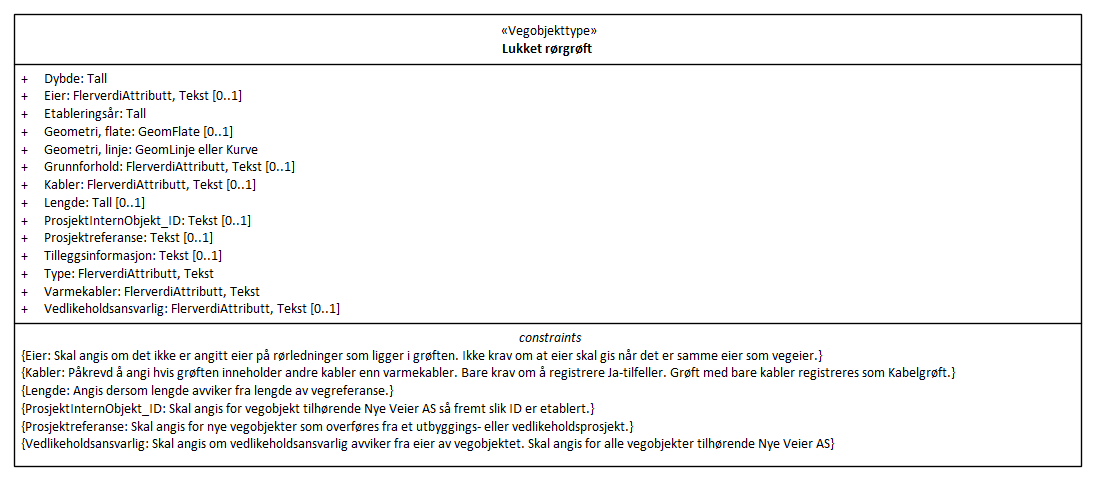 «Vegobjekttype»
Lukket rørgrøft
+ Dybde: Tall
+ Eier: FlerverdiAttributt, Tekst [0..1]
+ Etableringsår: Tall
+ Geometri, flate: GeomFlate [0..1]
+ Geometri, linje: GeomLinje eller Kurve
+ Grunnforhold: FlerverdiAttributt, Tekst [0..1]
+ Kabler: FlerverdiAttributt, Tekst [0..1]
+ Lengde: Tall [0..1]
+ ProsjektInternObjekt_ID: Tekst [0..1]
+ Prosjektreferanse: Tekst [0..1]
+ Tilleggsinformasjon: Tekst [0..1]
+ Type: FlerverdiAttributt, Tekst
+ Varmekabler: FlerverdiAttributt, Tekst
+ Vedlikeholdsansvarlig: FlerverdiAttributt, Tekst [0..1]
constraints
{Eier: Skal angis om det ikke er angitt eier på rørledninger som ligger i grøften. Ikke krav om at eier skal gis når det er samme eier som vegeier.}
{Kabler: Påkrevd å angi hvis grøften inneholder andre kabler enn varmekabler. Bare krav om å registrere Ja-tilfeller. Grøft med bare kabler registreres som Kabelgrøft.}
{Lengde: Angis dersom lengde avviker fra lengde av vegreferanse.}
{ProsjektInternObjekt_ID: Skal angis for vegobjekt tilhørende Nye Veier AS så fremt slik ID er etablert.}
{Prosjektreferanse: Skal angis for nye vegobjekter som overføres fra et utbyggings- eller vedlikeholdsprosjekt.}
{Vedlikeholdsansvarlig: Skal angis om vedlikeholdsansvarlig avviker fra eier av vegobjektet. Skal angis for alle vegobjekter tilhørende Nye Veier AS}